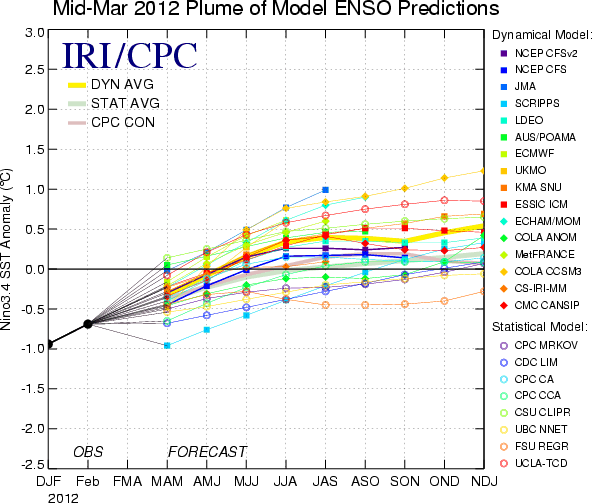 Mid-Mar 2012 Plume of Model ENSO Predictions
IRI/CPC
DYN AVG
STAT AVG
CPC CON
Nino3.4 SST Anomaly (ºC)
3.0
2.5
2.0
1.5
1.0
0.5
0.0
-0.5
-1.0
-1.5
-2.0
-2.5
OBS FORECAST
DJF Feb FMA MAM AMJ MJJ JJA JAS ASO SON OND NDJ
2012
Dynamical Model:
NCEP CFSv2
NCEP CFS
JMA
SCRIPPS
LDEO
AUS/POAMA
ECMWF
UKMO
KMA SNU
ESSIC ICM
ECHAM/MOM
COLA ANOM
MetFRANCE
COLA CCSM3
CS-IRI-MM
CMC CANSIP
Statistical Model:
CPC MRKOV
CDC LIM
CPC CA
CPC CCA
CSU CLIPR
UBC NNET
FSU REGR
UCLA-TCD